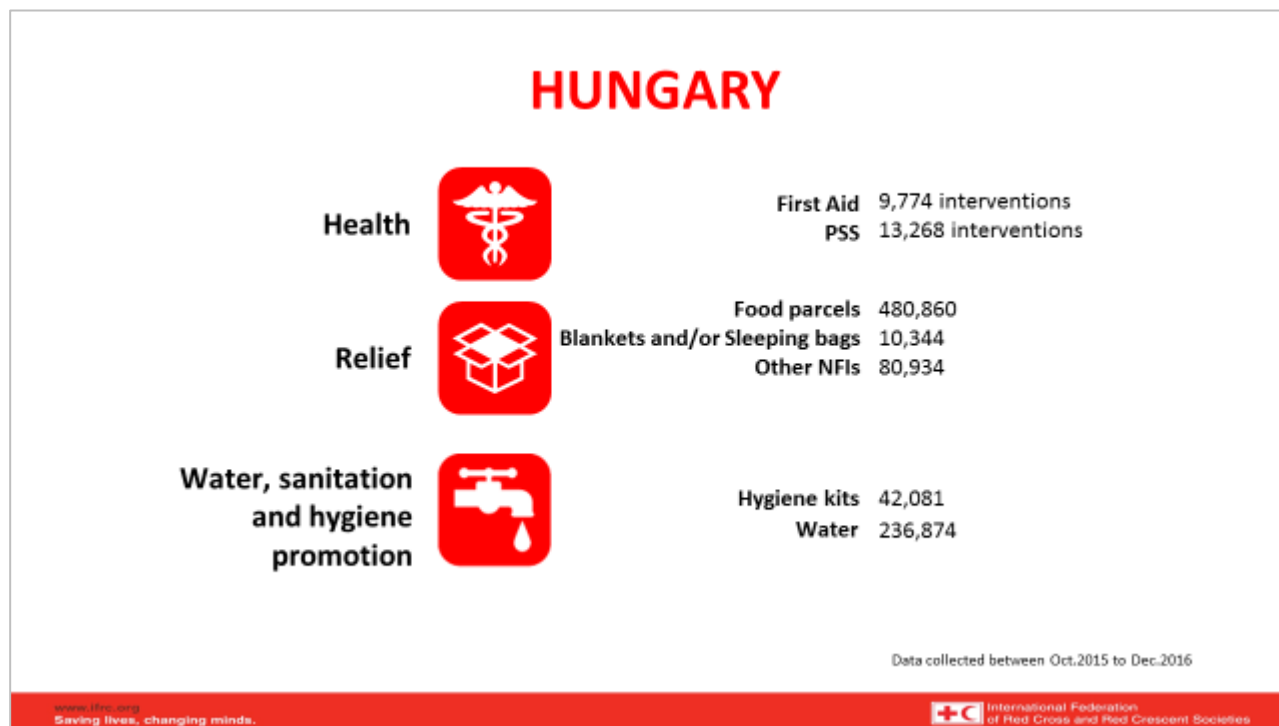 HUNGARY
Health
First Aid 9,774 interventions
PSS 13,268 interventions
Relief
Food parcels 480,860
Blankets and/or Sleeping bags 10,344
Other NFIs 80,934
Water, sanitation
and hygiene
promotion
Hygiene kits 42,081
Water 236,874
Data collected between Oct.2015 to Dec.2016
www.ifrc.org
Saving lives, changing minds.
International Federation
of Red Cross and Red Crescent Societies